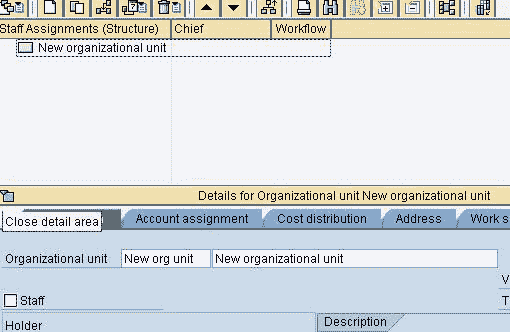 Staff Assignments (Structure) Chief Workflow
New organizational unit
Details for Organizational unit New organizational unit
Close detail area Account assignment Cost distribution Address Work s
Organizational unit New org unit New organizational unit
V
Staff T
Holder Description